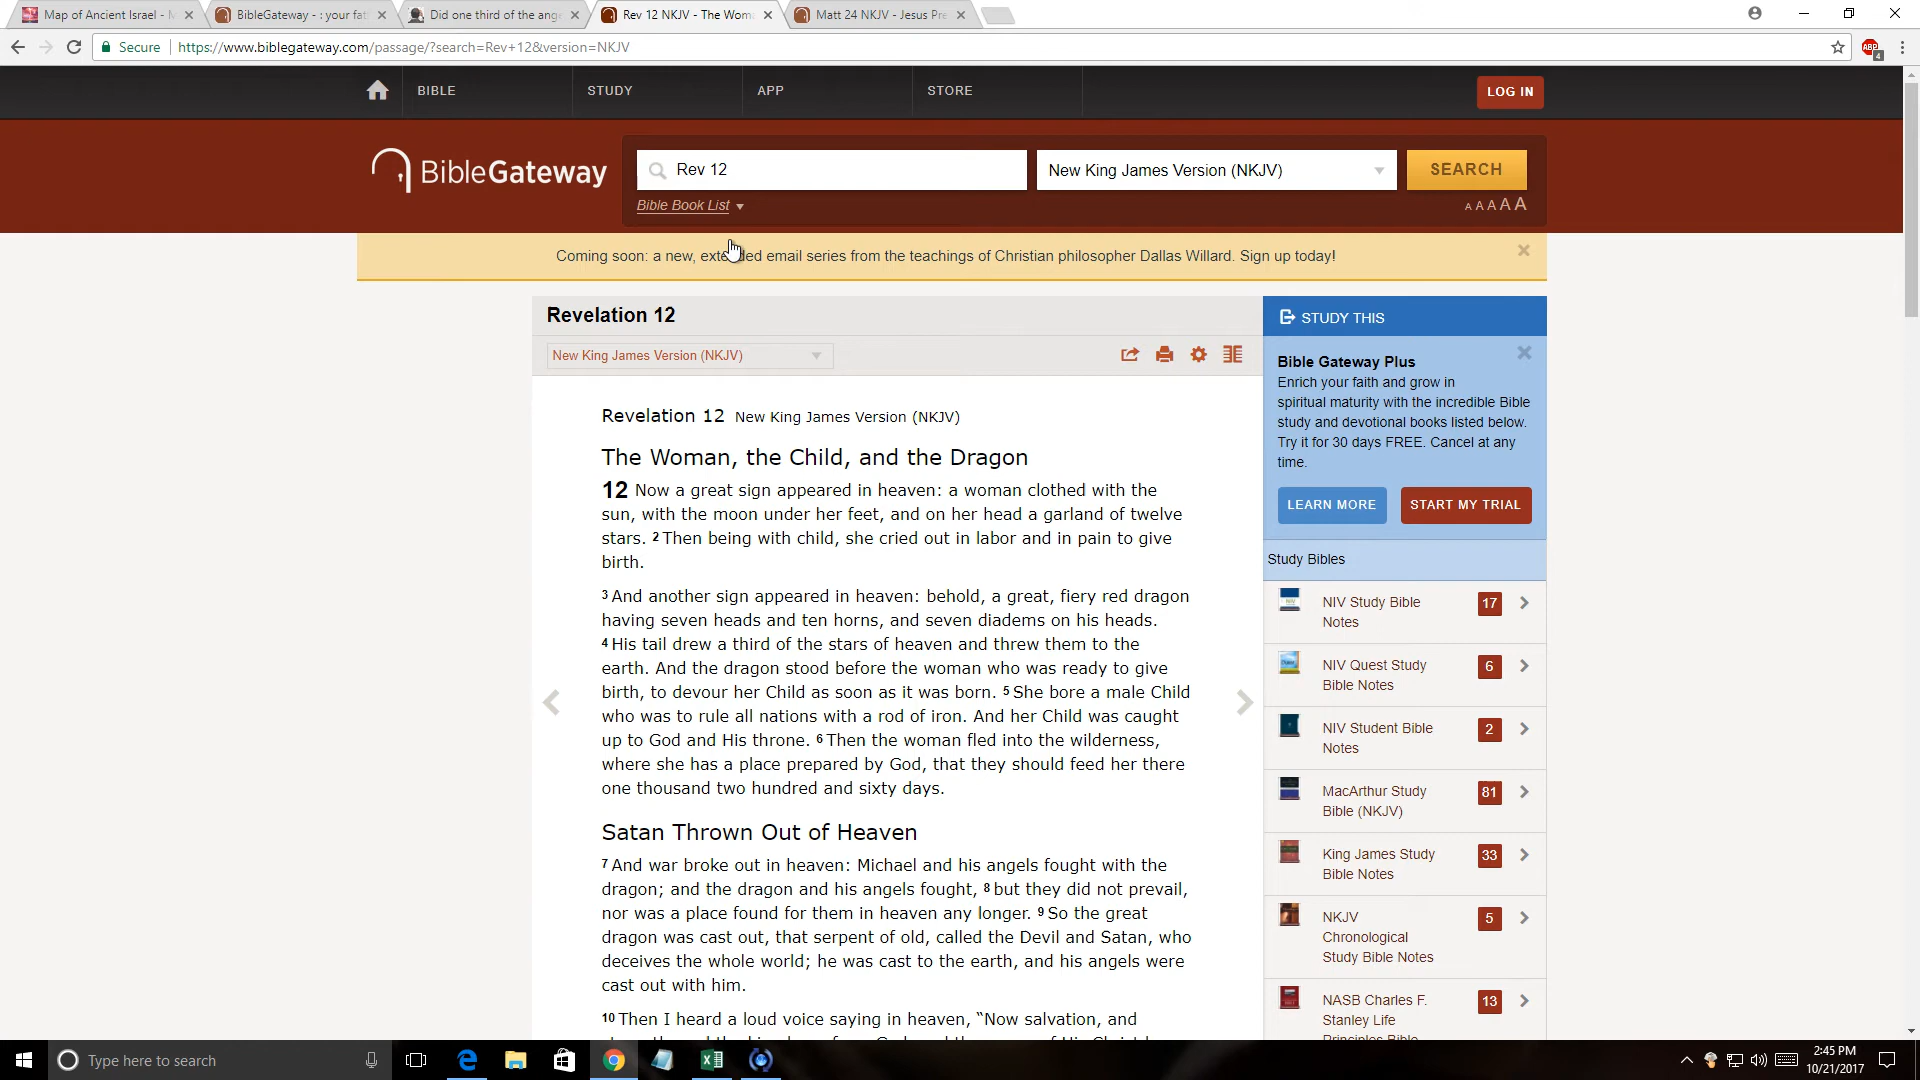 Map of Ancient Israel - M
BibleGateway - : your fait
Did one third of the ang
Rev 12 NKJV - The Wom
Matt 24 NKJV - Jesus Pre
Secure
https://www.biblegateway.com/passage/?search=Rev+12&version=NKJV
ABP
4
BIBLE
STUDY
APP
STORE
LOG IN
BibleGateway
Rev 12
New King James Version (NKJV)
SEARCH
Bible Book List
A A A A A
Coming soon: a new, extended email series from the teachings of Christian philosopher Dallas Willard. Sign up today!
Revelation 12
New King James Version (NKJV)
Revelation 12 New King James Version (NKJV)
The Woman, the Child, and the Dragon
12 Now a great sign appeared in heaven: a woman clothed with the
sun, with the moon under her feet, and on her head a garland of twelve
stars. 2 Then being with child, she cried out in labor and in pain to give
birth.
3 And another sign appeared in heaven: behold, a great, fiery red dragon
having seven heads and ten horns, and seven diadems on his heads.
4 His tail drew a third of the stars of heaven and threw them to the
earth. And the dragon stood before the woman who was ready to give
birth, to devour her Child as soon as it was born. 5 She bore a male Child
who was to rule all nations with a rod of iron. And her Child was caught
up to God and His throne. 6 Then the woman fled into the wilderness,
where she has a place prepared by God, that they should feed her there
one thousand two hundred and sixty days.
Satan Thrown Out of Heaven
7 And war broke out in heaven: Michael and his angels fought with the
dragon; and the dragon and his angels fought, 8 but they did not prevail,
nor was a place found for them in heaven any longer. 9 So the great
dragon was cast out, that serpent of old, called the Devil and Satan, who
deceives the whole world; he was cast to the earth, and his angels were
cast out with him.
10 Then I heard a loud voice saying in heaven, “Now salvation, and
STUDY THIS
Bible Gateway Plus
Enrich your faith and grow in
spiritual maturity with the incredible Bible
study and devotional books listed below.
Try it for 30 days FREE. Cancel at any
time.
LEARN MORE
START MY TRIAL
Study Bibles
NIV Study Bible
Notes
17
NIV Quest Study
Bible Notes
6
NIV Student Bible
Notes
2
MacArthur Study
Bible (NKJV)
81
King James Study
Bible Notes
33
NKJV
Chronological
Study Bible Notes
5
NASB Charles F.
Stanley Life
Principles Bible
13
Type here to search
2:45 PM
10/21/2017